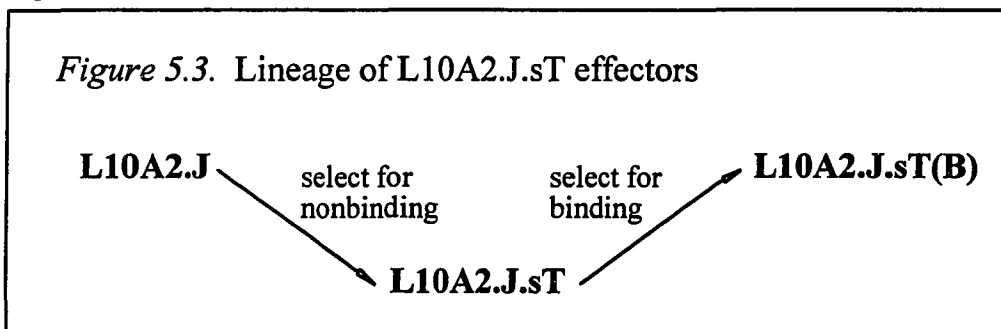 Figure 5.3. Lineage of L10A2.J.sT effectors
L10A2.J
select for
nonbinding
L10A2.J.sT
select for
binding
L10A2.J.sT(B)